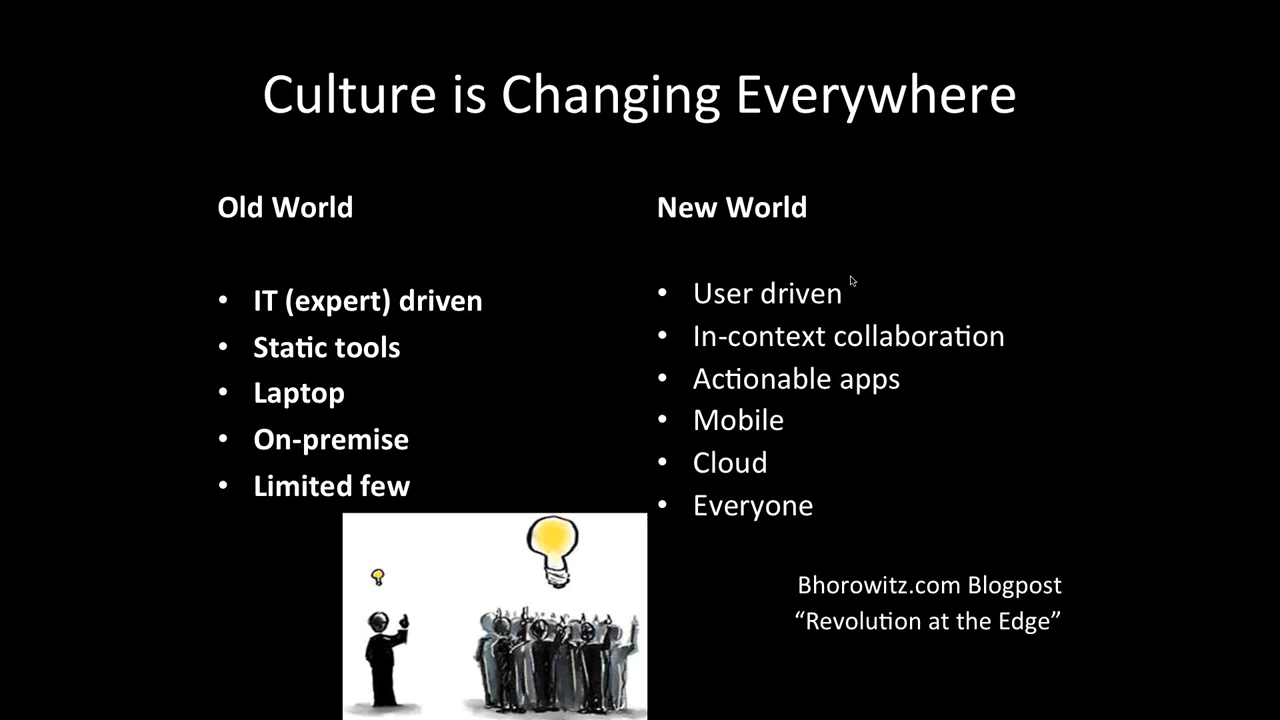 Culture is Changing Everywhere
Old World
• IT (expert) driven
• Static tools
• Laptop
• On-premise
• Limited few
New World
• User driven
• In-context collaboration
• Actionable apps
• Mobile
• Cloud
• Everyone
Bhorowitz.com Blogpost
“Revolution at the Edge”